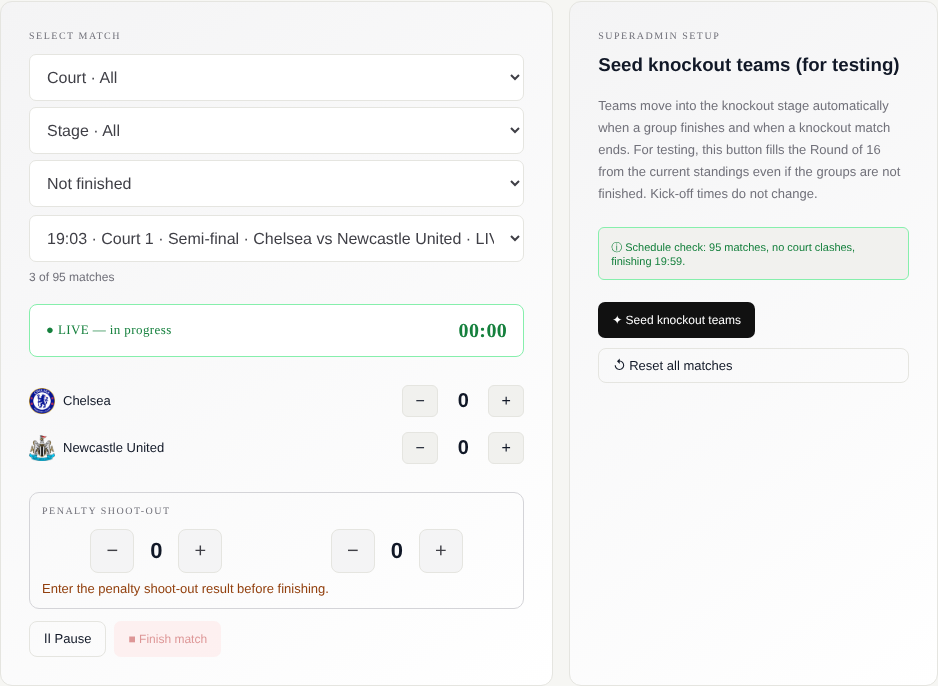 SELECT MATCH
Court · All
Stage · All
Not finished
19:03 · Court 1 · Semi-final · Chelsea vs Newcastle United · LIV
3 of 95 matches
● LIVE — in progress 00:00
Chelsea − 0 +
Newcastle United − 0 +
PENALTY SHOOT-OUT
− 0 + − 0 +
Enter the penalty shoot-out result before finishing.
II Pause ■ Finish match
SUPERADMIN SETUP
Seed knockout teams (for testing)
Teams move into the knockout stage automatically
when a group finishes and when a knockout match
ends. For testing, this button fills the Round of 16
from the current standings even if the groups are not
finished. Kick-off times do not change.
ⓘ Schedule check: 95 matches, no court clashes,
finishing 19:59.
✦ Seed knockout teams
↺ Reset all matches